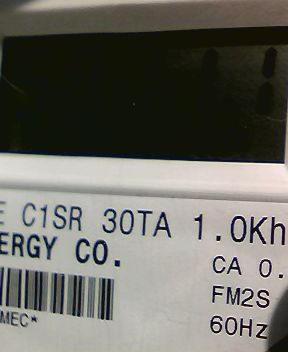 E C1SR 30TA 1.0Kh
ERGY CO.
CA 0.
FM2S
MEC*
60Hz